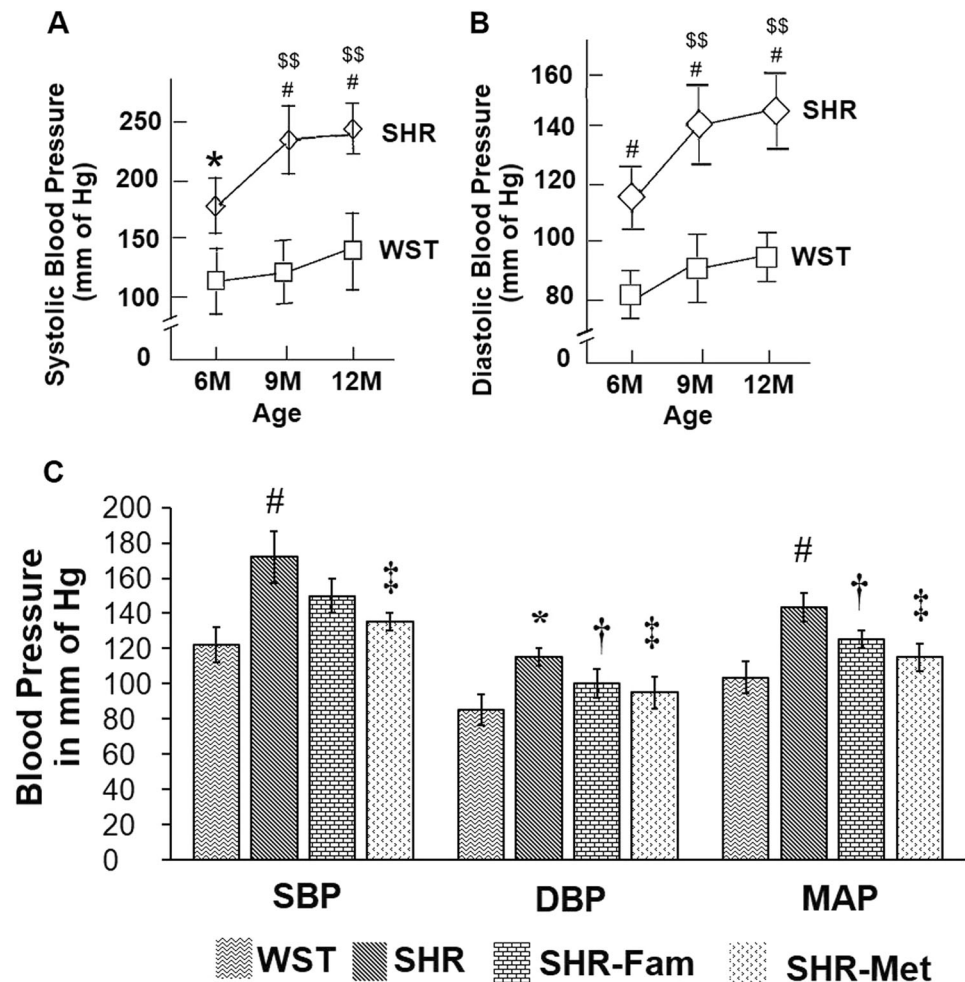 A
Systolic Blood Pressure
(mm of Hg)
250
200
150
100
0
*
$$
#
$$
#
SHR
WST
6M 9M 12M
Age
B
Diastolic Blood Pressure
(mm of Hg)
160
140
120
100
80
0
#
$$
#
$$
#
SHR
WST
6M 9M 12M
Age
C
Blood Pressure
in mm of Hg
200
180
160
140
120
100
80
60
40
20
0
# ‡
* † ‡
# † ‡
SBP DBP MAP
WST SHR SHR-Fam SHR-Met